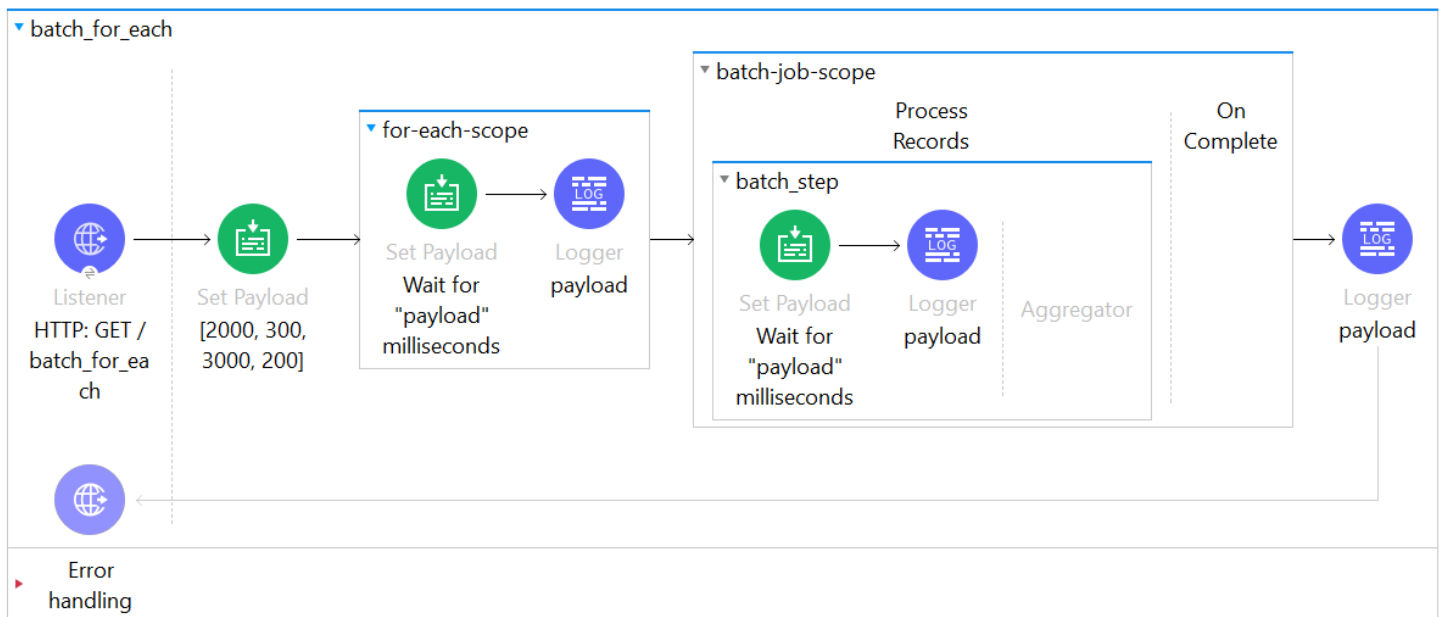 batch_for_each
Listener
HTTP: GET /
batch_for_ea
ch
Set Payload
[2000, 300,
3000, 200]
for-each-scope
Set Payload
Wait for
"payload"
milliseconds
LOG
Logger
payload
batch-job-scope
Process
Records
batch_step
Set Payload
Wait for
"payload"
milliseconds
LOG
Logger
payload
Aggregator
On
Complete
LOG
Logger
payload
Error
handling